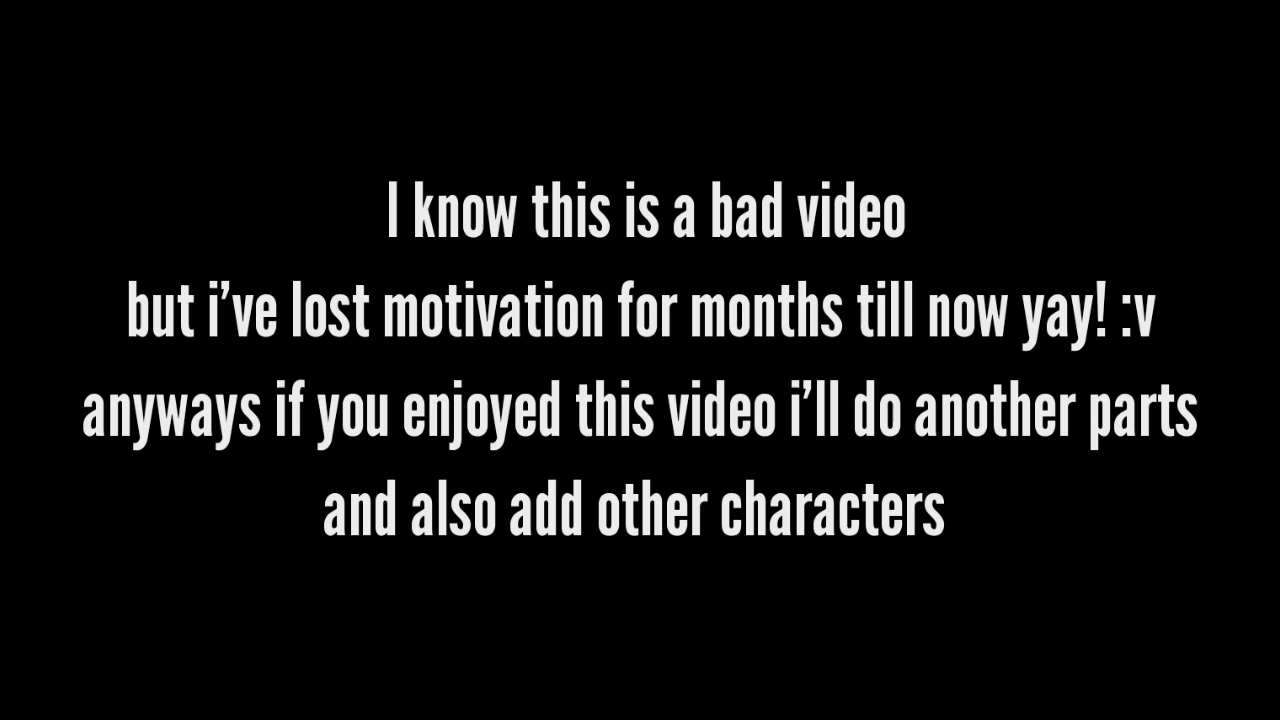 I know this is a bad video
but i’ve lost motivation for months till now yay! :v
anyways if you enjoyed this video i’ll do another parts
and also add other characters